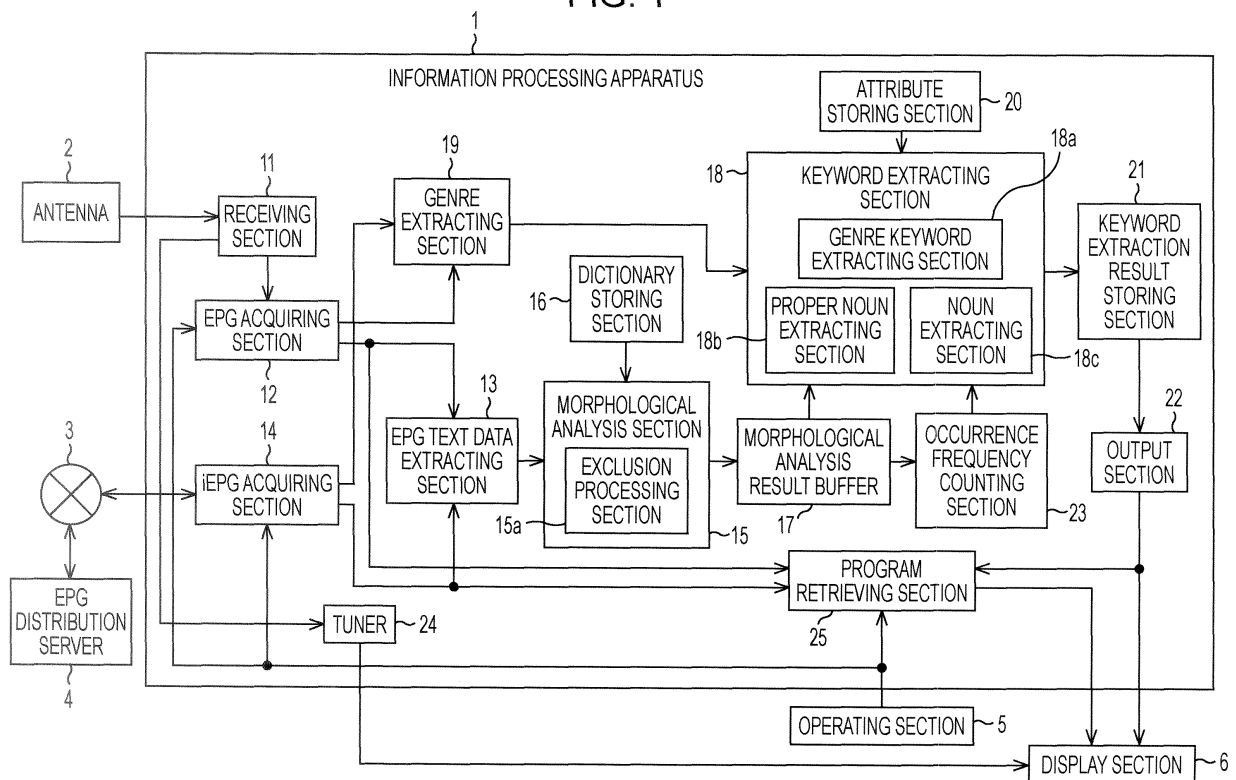 FIG. 1
1
INFORMATION PROCESSING APPARATUS
ATTRIBUTE
STORING SECTION
20
2
ANTENNA
11
RECEIVING
SECTION
19
GENRE
EXTRACTING
SECTION
18
KEYWORD EXTRACTING
SECTION
18a
GENRE KEYWORD
EXTRACTING SECTION
PROPER NOUN
EXTRACTING
SECTION
18b
NOUN
EXTRACTING
SECTION
18c
21
KEYWORD
EXTRACTION
RESULT
STORING
SECTION
16
DICTIONARY
STORING
SECTION
EPG ACQUIRING
SECTION
12
3
14
iEPG ACQUIRING
SECTION
13
EPG TEXT DATA
EXTRACTING
SECTION
MORPHOLOGICAL
ANALYSIS SECTION
EXCLUSION
PROCESSING
SECTION
15a
15
MORPHOLOGICAL
ANALYSIS
RESULT BUFFER
17
OCCURRENCE
FREQUENCY
COUNTING
SECTION
23
22
OUTPUT
SECTION
EPG
DISTRIBUTION
SERVER
4
TUNER
24
PROGRAM
RETRIEVING SECTION
25
OPERATING SECTION
5
DISPLAY SECTION
6